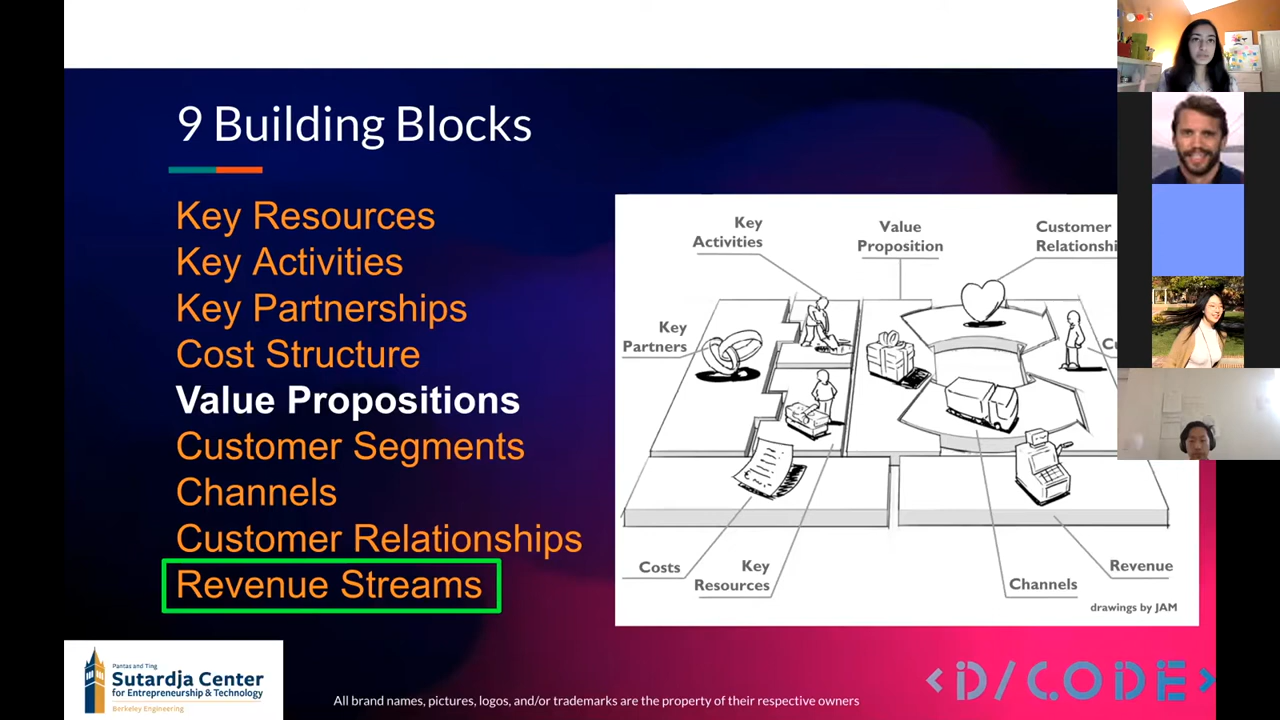 9 Building Blocks
Key Resources
Key Activities
Key Partnerships
Cost Structure
Value Propositions
Customer Segments
Channels
Customer Relationships
Revenue Streams
Key
Activities
Value
Proposition
Customer
Key
Partners
Costs
Key
Resources
Channels
Revenue
drawings by JAM
Pantas and Ting
Sutardja Center
for Entrepreneurship & Technology
Berkeley Engineering
All brand names, pictures, logos, and/or trademarks are the property of their respective owners
<D/CODE>